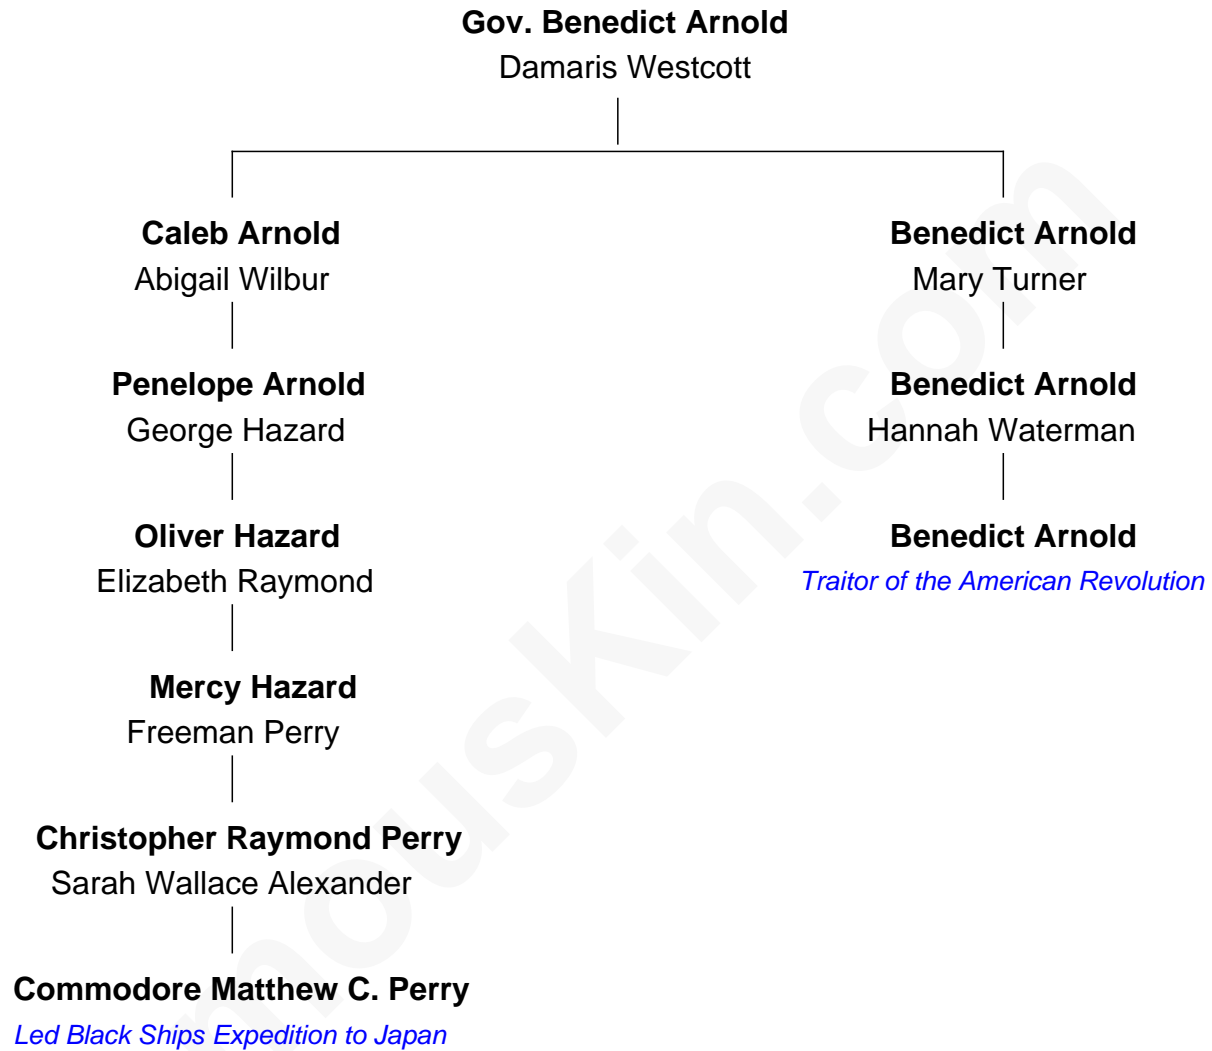 Gov. Benedict Arnold
Damaris Westcott
Caleb Arnold
Abigail Wilbur
Benedict Arnold
Mary Turner
Penelope Arnold
George Hazard
Benedict Arnold
Hannah Waterman
Oliver Hazard
Elizabeth Raymond
Benedict Arnold
Traitor of the American Revolution
Mercy Hazard
Freeman Perry
Christopher Raymond Perry
Sarah Wallace Alexander
Commodore Matthew C. Perry
Led Black Ships Expedition to Japan
mousKin.com